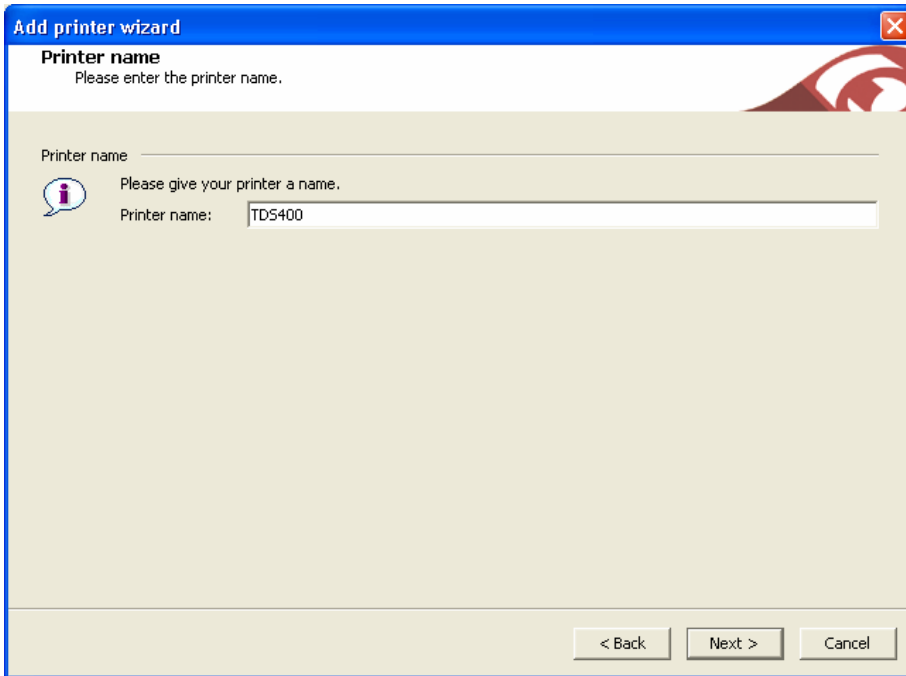 Add printer wizard
Printer name
Please enter the printer name.
Printer name
Please give your printer a name.
Printer name: TDS400
< Back Next > Cancel